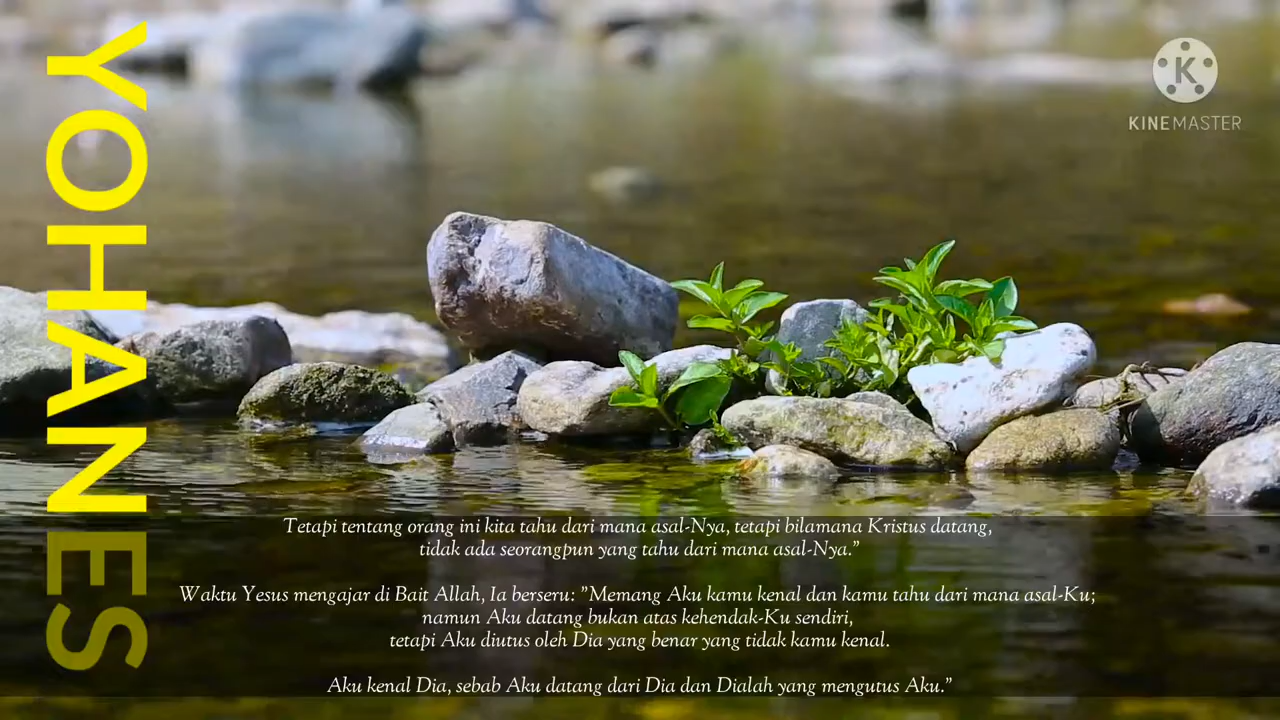 YOHANES
K
KINEMASTER
Tetapi tentang orang ini kita tahu dari mana asal-Nya, tetapi bilamana Kristus datang,
tidak ada seorangpun yang tahu dari mana asal-Nya.”
Waktu Yesus mengajar di Bait Allah, Ia berseru: ”Memang Aku kamu kenal dan kamu tahu dari mana asal-Ku;
namun Aku datang bukan atas kehendak-Ku sendiri,
tetapi Aku diutus oleh Dia yang benar yang tidak kamu kenal.
Aku kenal Dia, sebab Aku datang dari Dia dan Dialah yang mengutus Aku.”